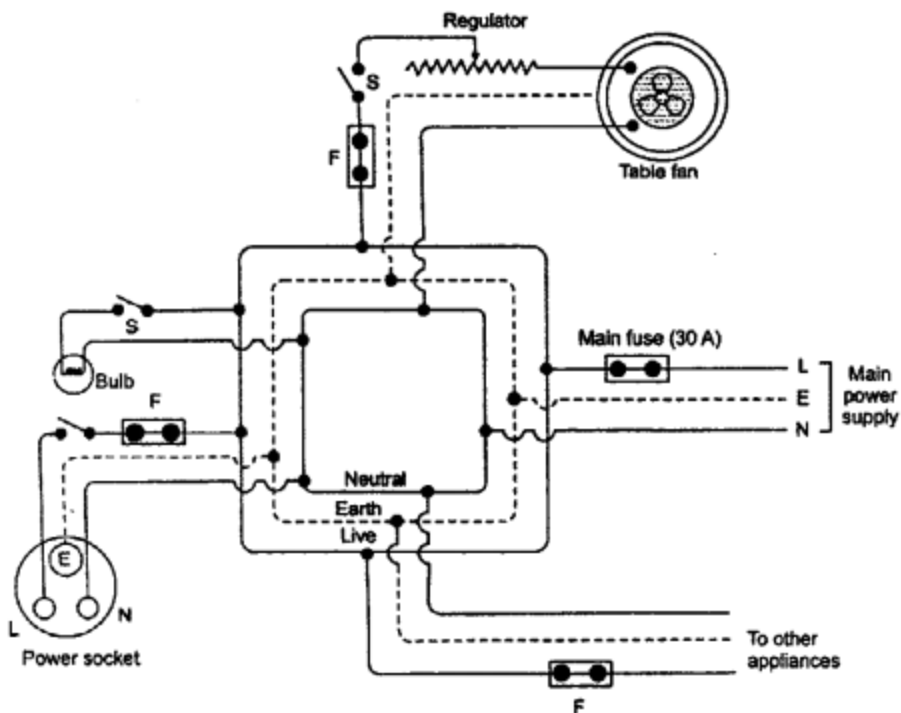 Regulator
S
F
Table fan
S
Bulb
Main fuse (30 A)
L
E
N
Main
power
supply
F
Neutral
Earth
Live
E
L
N
Power socket
To other
appliances
F